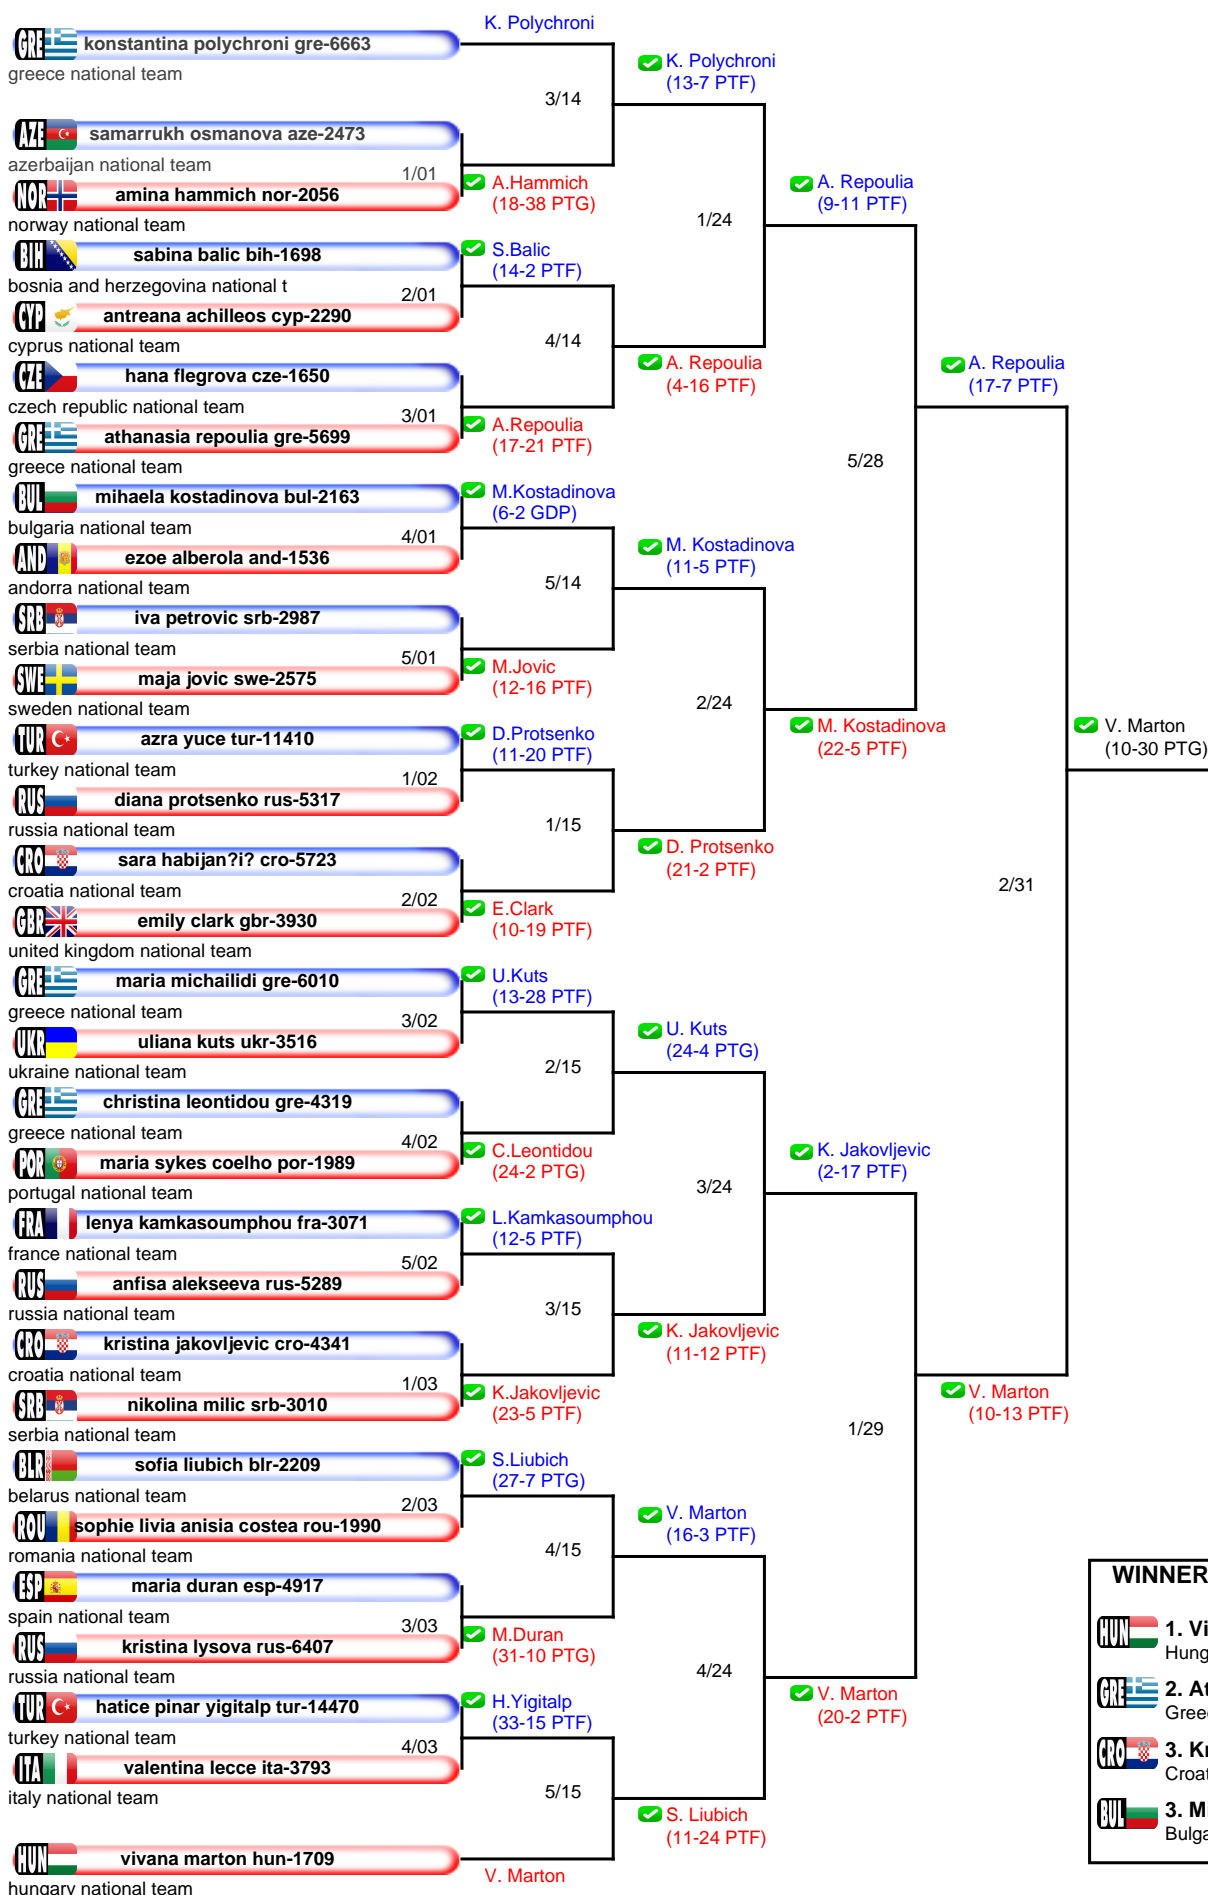 K. Polychroni
GRE konstantina polychroni gre-6663
greece national team
K. Polychroni
(13-7 PTF)
3/14
AZE samarrukh osmanova aze-2473
azerbaijan national team
1/01
NOR amina hammich nor-2056
norway national team
A.Hammich
(18-38 PTG)
A. Repoulia
(9-11 PTF)
1/24
BIH sabina balic bih-1698
bosnia and herzegovina national t
S.Balic
(14-2 PTF)
2/01
CYP antreana achilleos cyp-2290
cyprus national team
4/14
CZE hana flegrova cze-1650
czech republic national team
A. Repoulia
(4-16 PTF)
A. Repoulia
(17-7 PTF)
3/01
GRE athanasia repoulia gre-5699
greece national team
A.Repoulia
(17-21 PTF)
5/28
BUL mihaela kostadinova bul-2163
bulgaria national team
M.Kostadinova
(6-2 GDP)
4/01
AND ezoe alberola and-1536
andorra national team
M. Kostadinova
(11-5 PTF)
5/14
SRB iva petrovic srb-2987
serbia national team
5/01
SWE maja jovic swe-2575
sweden national team
M.Jovic
(12-16 PTF)
2/24
TUR azra yuce tur-11410
turkey national team
D.Protsenko
(11-20 PTF)
M. Kostadinova
(22-5 PTF)
V. Marton
(10-30 PTG)
1/02
RUS diana protsenko rus-5317
russia national team
1/15
CRO sara habijan?i? cro-5723
croatia national team
D. Protsenko
(21-2 PTF)
2/31
2/02
GBR emily clark gbr-3930
united kingdom national team
E.Clark
(10-19 PTF)
GRE maria michailidi gre-6010
greece national team
U.Kuts
(13-28 PTF)
3/02
UKR uliana kuts ukr-3516
ukraine national team
U. Kuts
(24-4 PTG)
2/15
GRE christina leontidou gre-4319
greece national team
4/02
POR maria sykes coelho por-1989
portugal national team
C.Leontidou
(24-2 PTG)
K. Jakovljevic
(2-17 PTF)
3/24
FRA lenya kamkasoumphou fra-3071
france national team
L.Kamkasoumphou
(12-5 PTF)
5/02
RUS anfisa alekseeva rus-5289
russia national team
3/15
CRO kristina jakovljevic cro-4341
croatia national team
K. Jakovljevic
(11-12 PTF)
1/03
SRB nikolina milic srb-3010
serbia national team
K.Jakovljevic
(23-5 PTF)
V. Marton
(10-13 PTF)
1/29
BLR sofia liubich blr-2209
belarus national team
S.Liubich
(27-7 PTG)
2/03
ROU sophie livia anisia costea rou-1990
romania national team
V. Marton
(16-3 PTF)
4/15
ESP maria duran esp-4917
spain national team
3/03
RUS kristina lysova rus-6407
russia national team
M.Duran
(31-10 PTG)
4/24
TUR hatice pinar yigitalp tur-14470
turkey national team
H.Yigitalp
(33-15 PTF)
V. Marton
(20-2 PTF)
4/03
ITA valentina lecce ita-3793
italy national team
5/15
S. Liubich
(11-24 PTF)
HUN vivana marton hun-1709
hungary national team
V. Marton
WINNER
HUN 1. Vi
Hung
GRE 2. At
Gree
CRO 3. Kr
Croat
BUL 3. Mi
Bulga